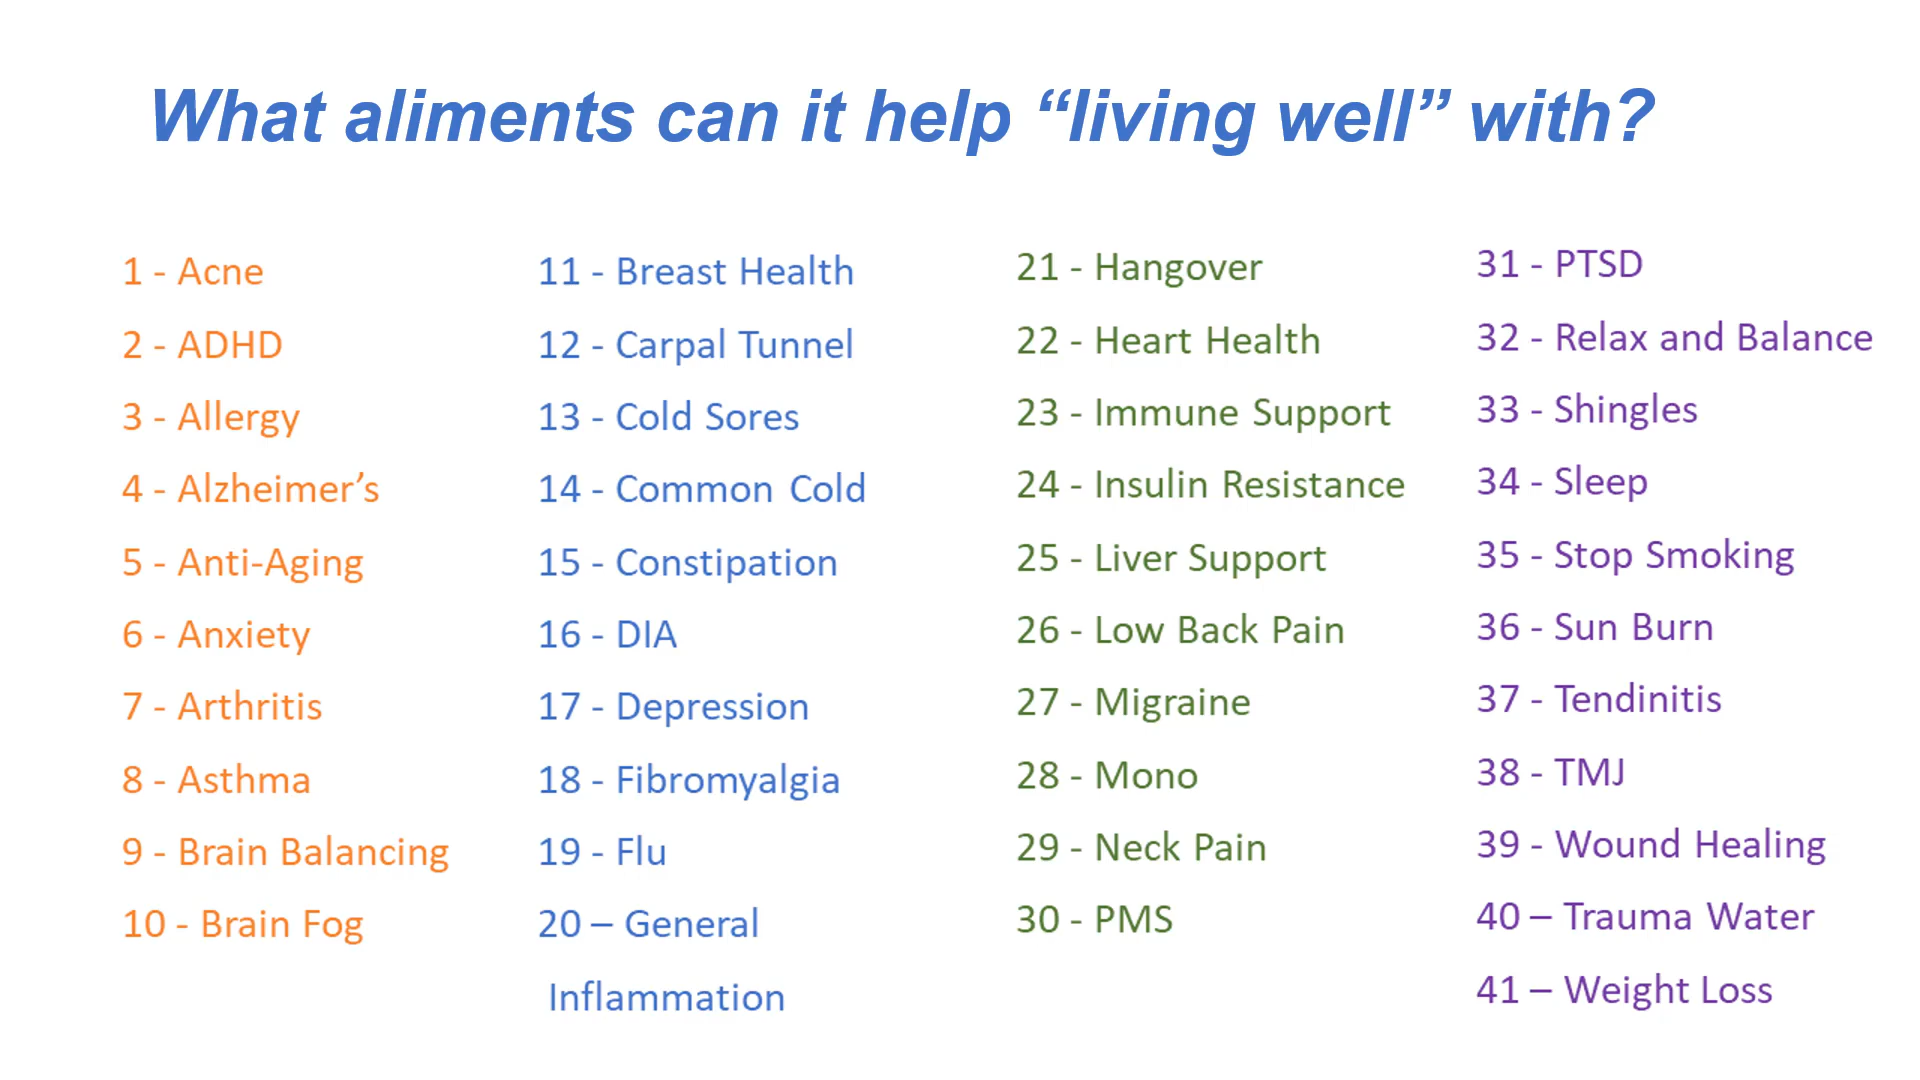 What aliments can it help “living well” with?
1 - Acne
2 - ADHD
3 - Allergy
4 - Alzheimer’s
5 - Anti-Aging
6 - Anxiety
7 - Arthritis
8 - Asthma
9 - Brain Balancing
10 - Brain Fog
11 - Breast Health
12 - Carpal Tunnel
13 - Cold Sores
14 - Common Cold
15 - Constipation
16 - DIA
17 - Depression
18 - Fibromyalgia
19 - Flu
20 – General
Inflammation
21 - Hangover
22 - Heart Health
23 - Immune Support
24 - Insulin Resistance
25 - Liver Support
26 - Low Back Pain
27 - Migraine
28 - Mono
29 - Neck Pain
30 - PMS
31 - PTSD
32 - Relax and Balance
33 - Shingles
34 - Sleep
35 - Stop Smoking
36 - Sun Burn
37 - Tendinitis
38 - TMJ
39 - Wound Healing
40 – Trauma Water
41 – Weight Loss